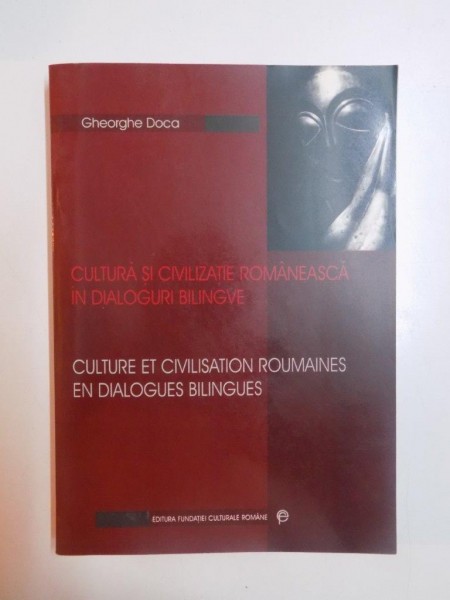 Gheorghe Doca
CULTURĂ ŞI CIVILIZAŢIE ROMÂNEASCĂ
ÎN DIALOGURI BILINGVE
CULTURE ET CIVILISATION ROUMAINES
EN DIALOGUES BILINGUES
EDITURA FUNDAŢIEI CULTURALE ROMÂNE